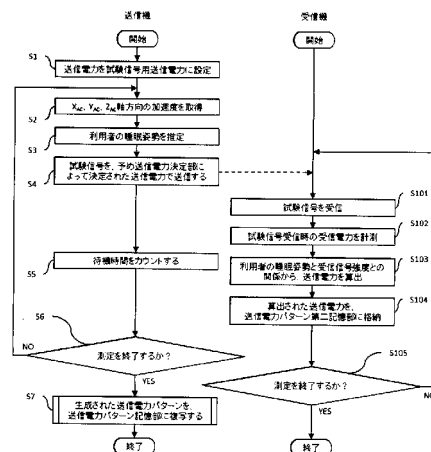 送信機
開始
S1
送信電力を試験信号用送信電力に設定
S2
XAC, YAC, ZAC軸方向の加速度を取得
S3
利用者の睡眠姿勢を推定
S4
試験信号を、予め送信電力決定部に
よって決定された送信電力で送信する
S5
待機時間をカウントする
S6
測定を終了するか?
NO
YES
S7
生成された送信電力パターンを、
送信電力パターン記憶部に複写する
終了
受信機
開始
S101
試験信号を受信
S102
試験信号受信時の受信電力を計測
S103
利用者の睡眠姿勢と受信信号強度との
関係から、送信電力を算出
S104
算出された送信電力を、
送信電力パターン第二記憶部に格納
S105
測定を終了するか?
NO
YES
終了